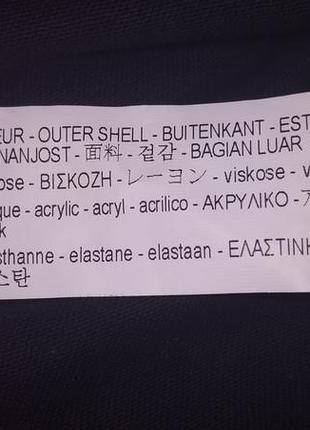 EUR - OUTER SHELL - BUITENKANT - EST
NANJOST - 面料 - 겉감 - BAGIAN LUAR
ose - ΒΙΣΚΟΖΗ - レーヨン - viskose - v
que - acrylic - acryl - acrilico - ΑΚΡΥΛΙΚΟ -
k
sthanne - elastane - elastaan - ΕΛΑΣΤΙΝΗ
스탄